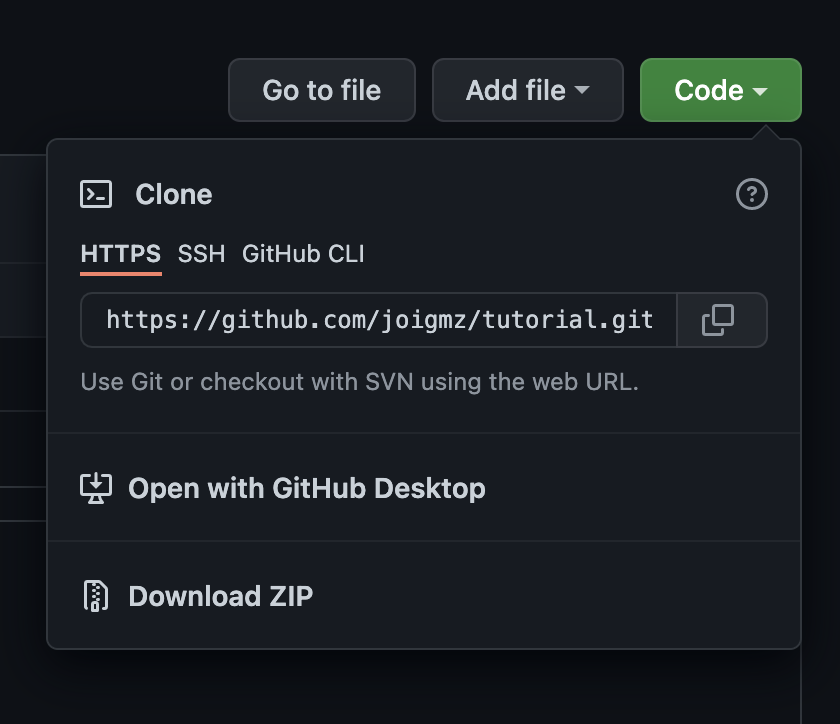 Go to file Add file Code
Clone
HTTPS SSH GitHub CLI
https://github.com/joigmz/tutorial.git
Use Git or checkout with SVN using the web URL.
Open with GitHub Desktop
Download ZIP